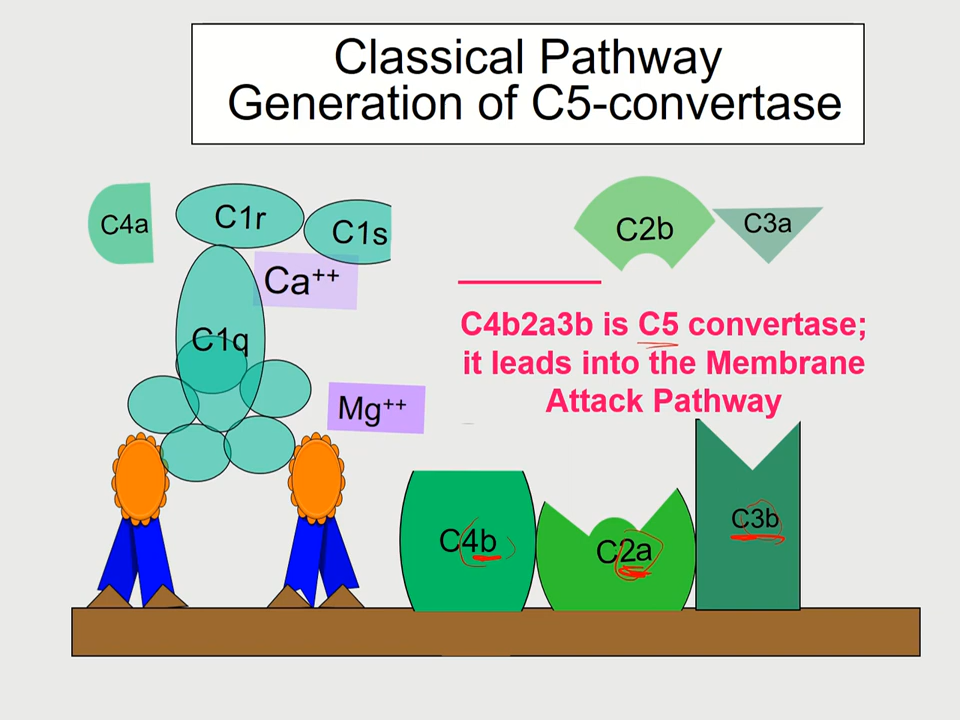 Classical Pathway
Generation of C5-convertase
C4a
C1r
C1s
C2b
C3a
Ca++
C1q
C4b2a3b is C5 convertase;
it leads into the Membrane
Attack Pathway
Mg++
C4b
C2a
C3b